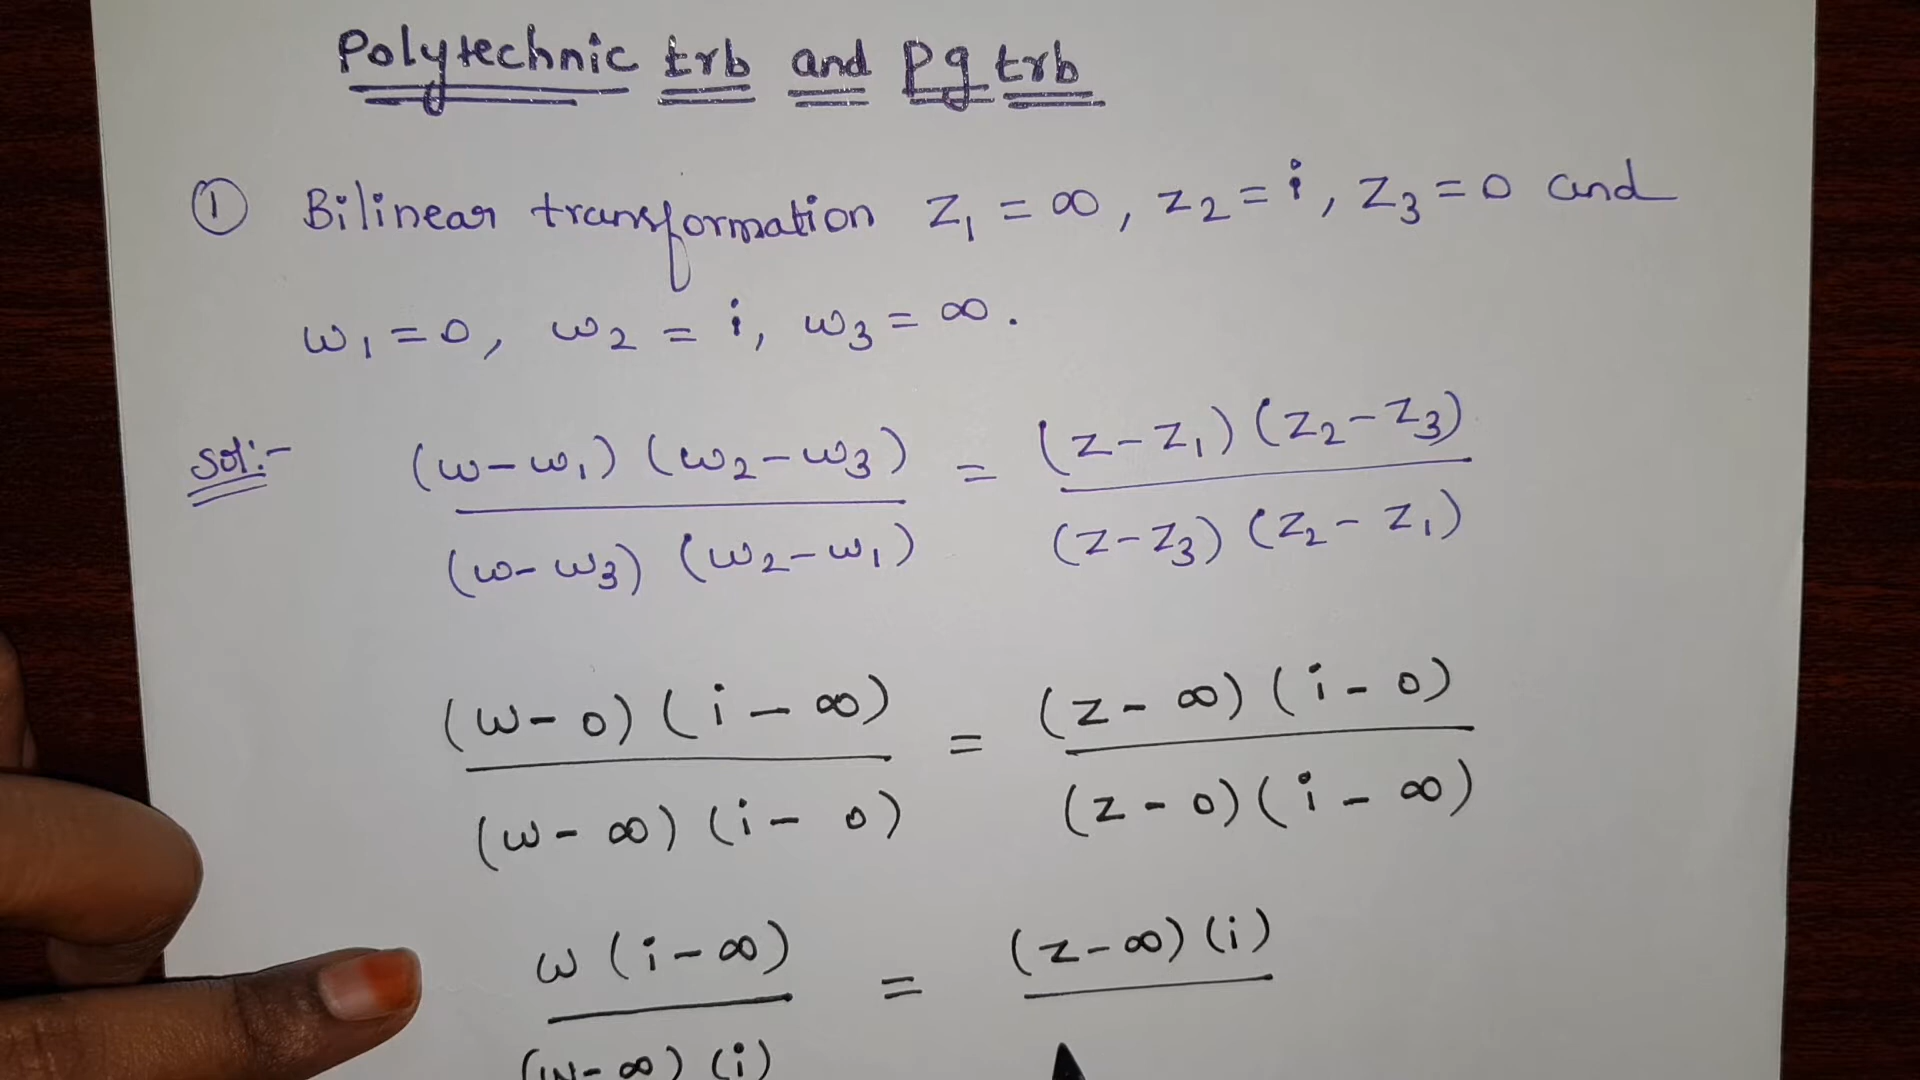 Polytechnic trb and pg trb
① Bilinear transformation z₁ = ∞, z₂ = i, z₃ = 0 and
w₁ = 0, w₂ = i, w₃ = ∞.
Sol:- (w-w₁) (w₂-w₃) / (w-w₃) (w₂-w₁) = (z-z₁) (z₂-z₃) / (z-z₃) (z₂-z₁)
(w-0) (i-∞) / (w-∞) (i-0) = (z-∞) (i-0) / (z-0) (i-∞)
w (i-∞) / (w-∞) (i) = (z-∞) (i)